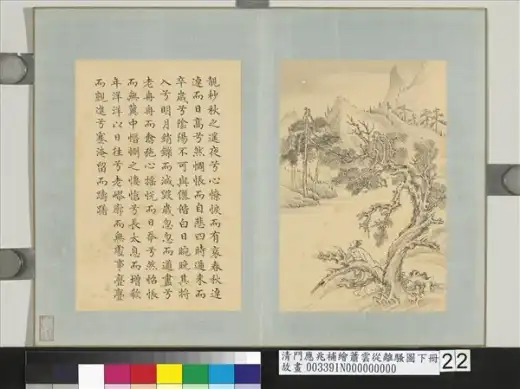 靚杪秋之遙夜兮心繚悷而有哀春秋逴
逴而日高兮然惆悵而自悲四時遞來而
卒歲兮陰陽不可與儷偕白日晼晚其將
入兮明月銷鑠而減毀歲忽忽而遒盡兮
老冉冉而愈弛心搖悅而日幸兮然怊悵
而無冀中憯惻之悽愴兮長太息而增欷
年洋洋以日往兮老嵺廓而無處事亹亹
而覬進兮蹇淹留而躊躇
清門應兆補繪蕭雲從離騷圖下冊
故畫 003391N000000000
22